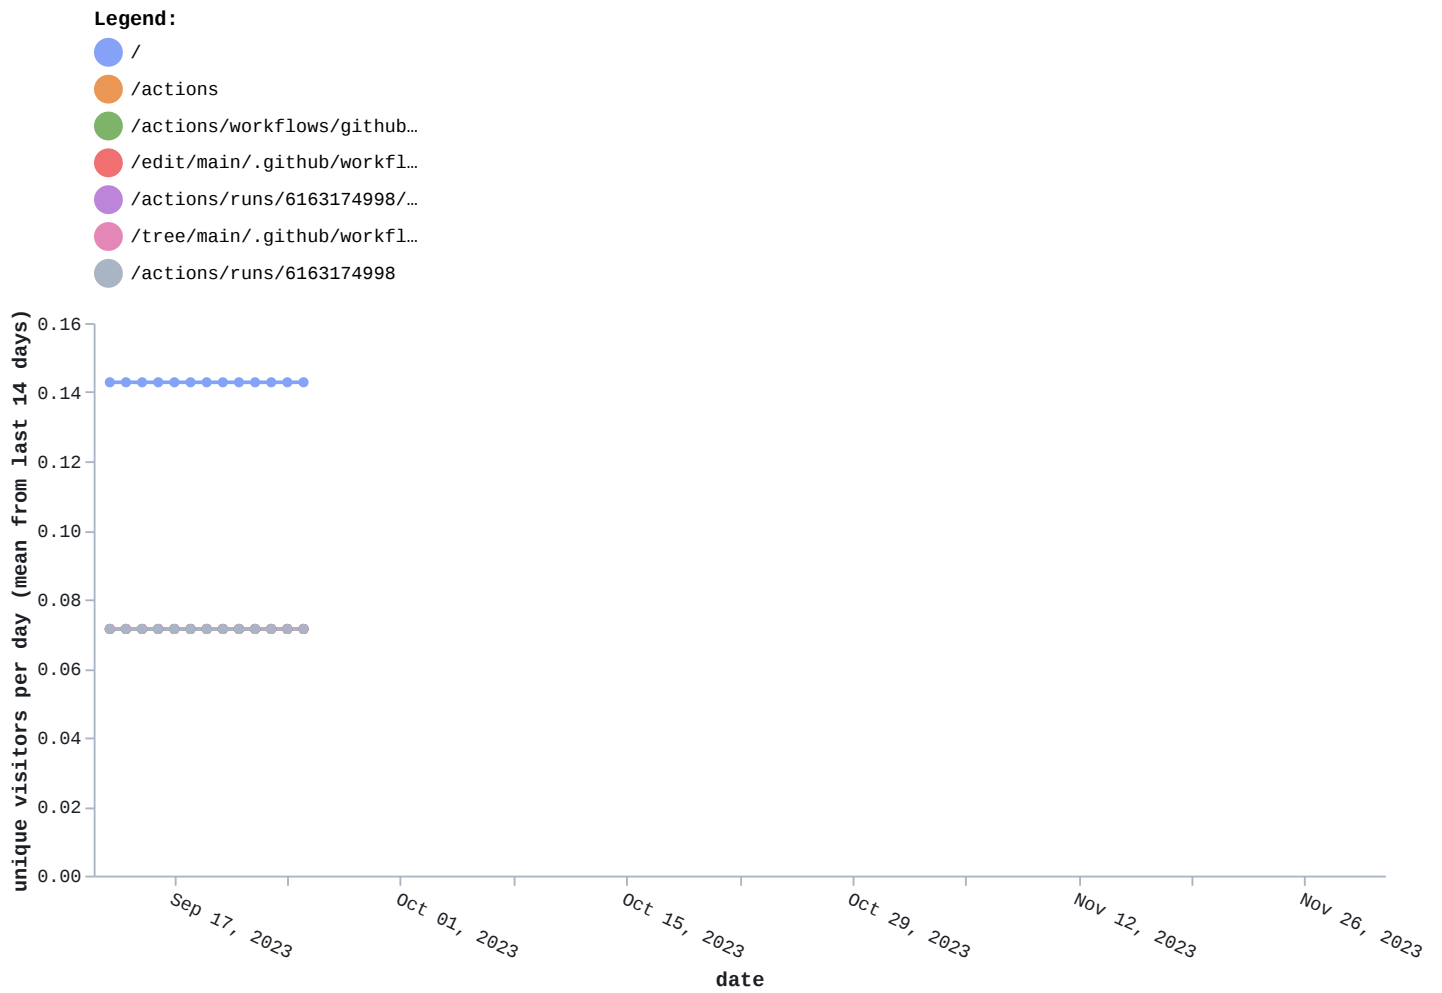 Legend:
/
/actions
/actions/workflows/github…
/edit/main/.github/workfl…
/actions/runs/6163174998/…
/tree/main/.github/workfl…
/actions/runs/6163174998
unique visitors per day (mean from last 14 days)
0.16
0.14
0.12
0.10
0.08
0.06
0.04
0.02
0.00
Sep 17, 2023
Oct 01, 2023
Oct 15, 2023
Oct 29, 2023
Nov 12, 2023
Nov 26, 2023
date